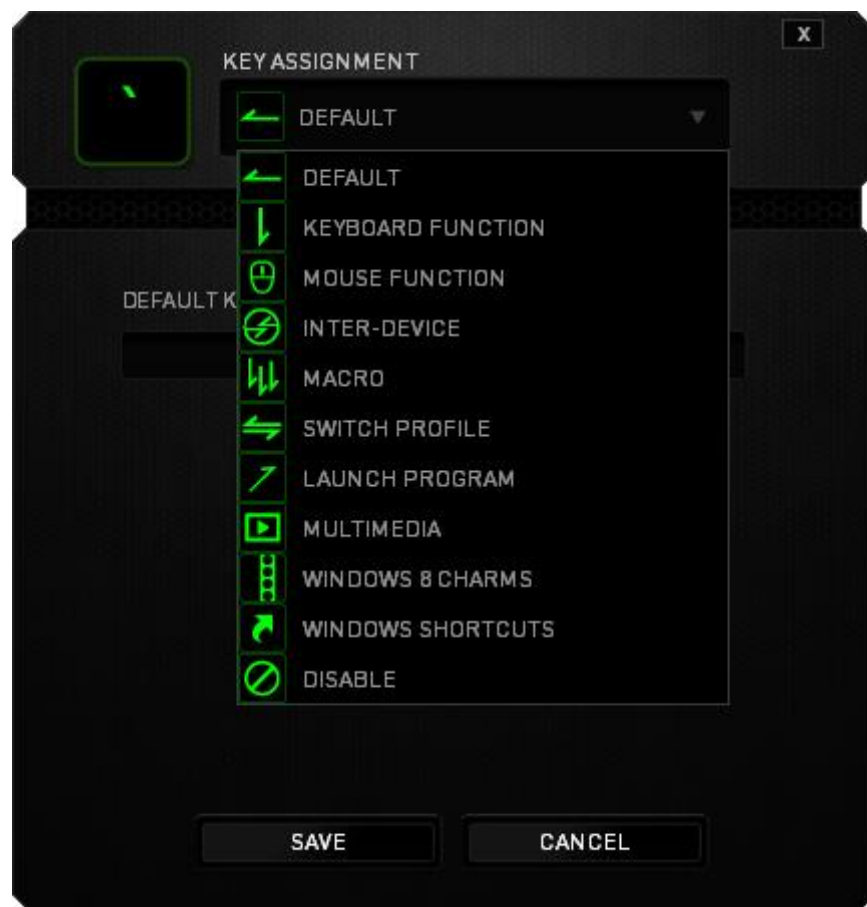 X
KEY ASSIGNMENT
`
DEFAULT
DEFAULT
KEYBOARD FUNCTION
MOUSE FUNCTION
DEFAULT K
INTER-DEVICE
MACRO
SWITCH PROFILE
LAUNCH PROGRAM
MULTIMEDIA
WINDOWS 8 CHARMS
WINDOWS SHORTCUTS
DISABLE
SAVE
CANCEL